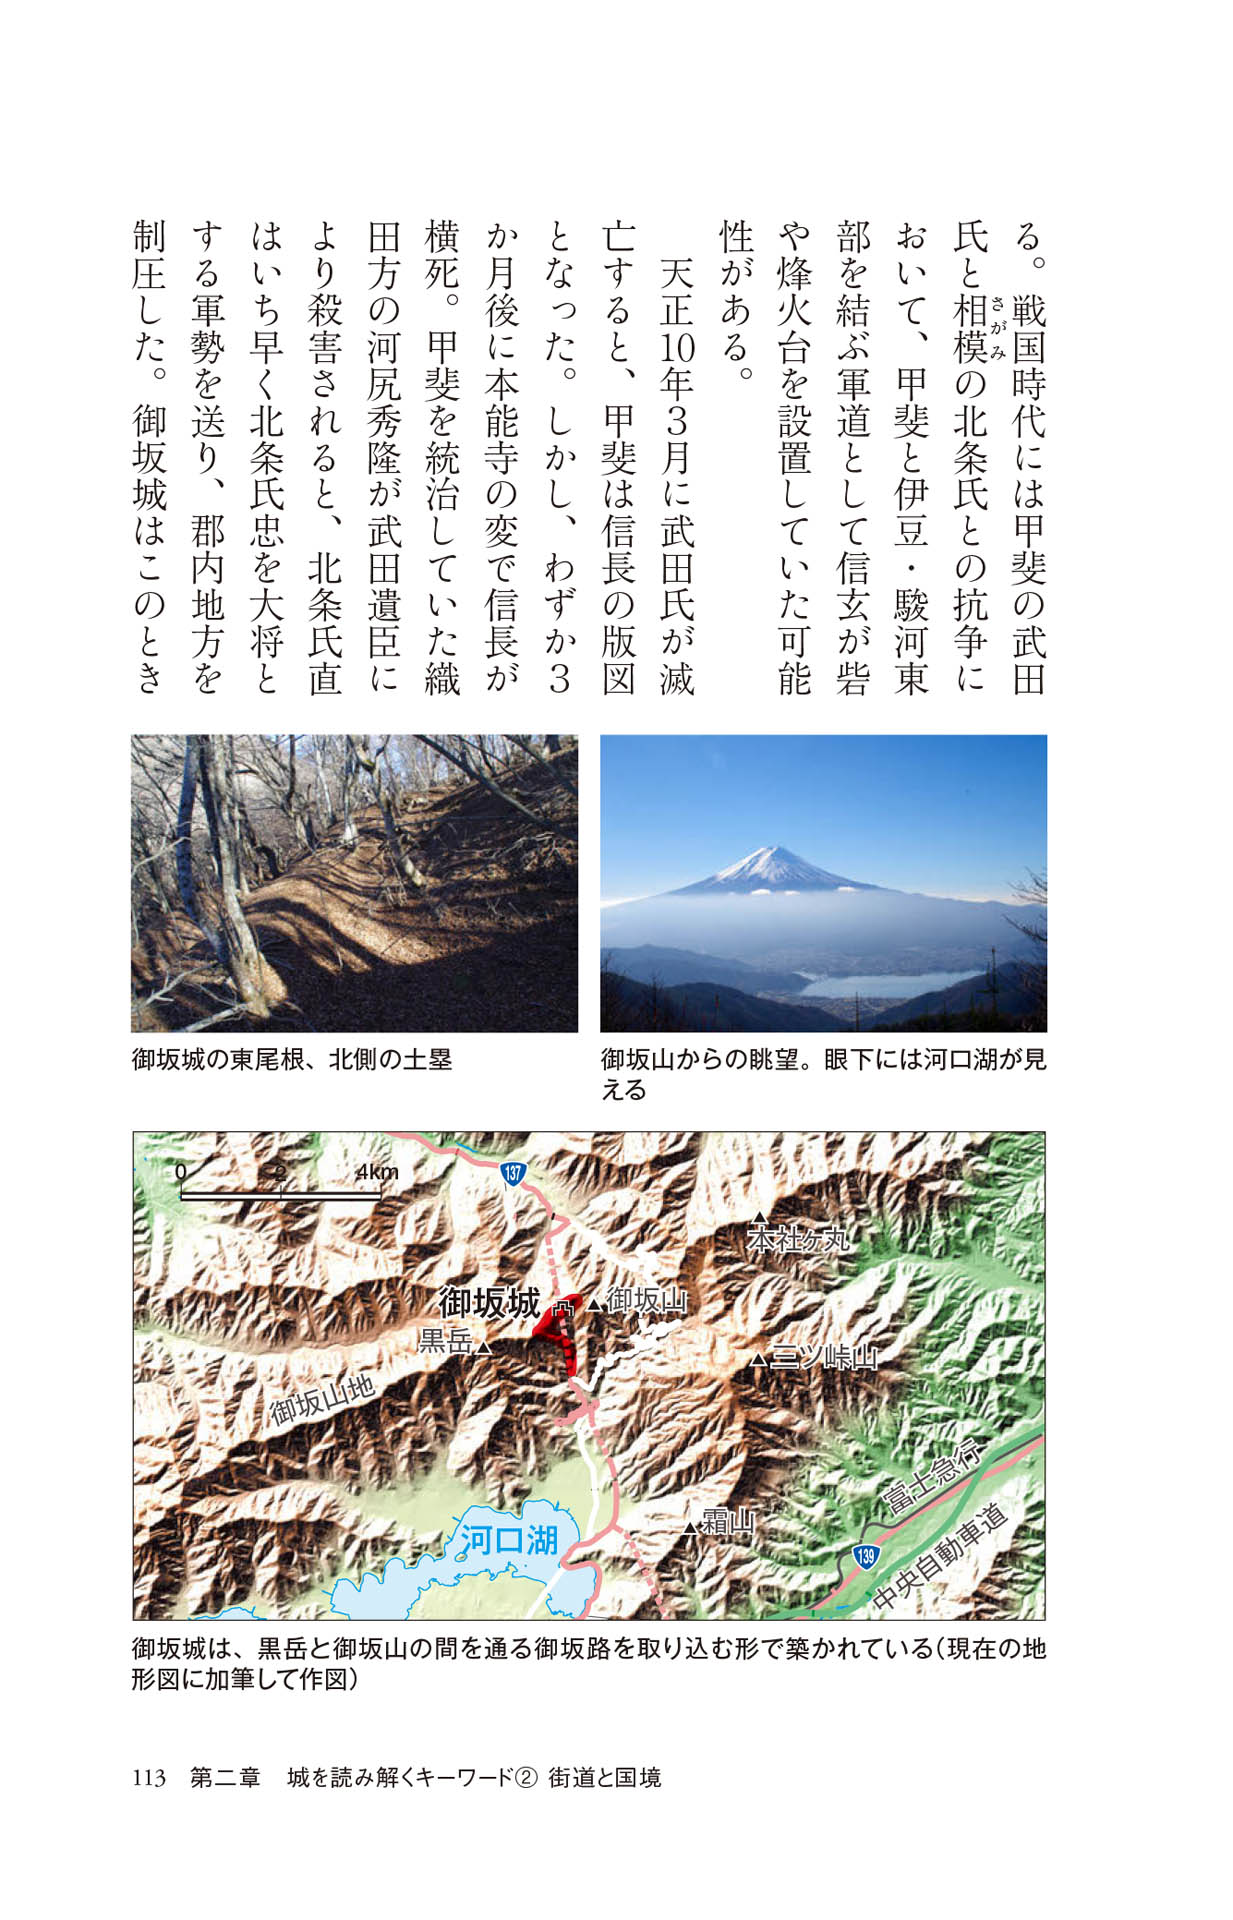 る。戦国時代には甲斐の武田
氏と相模の北条氏との抗争に
さがみ
おいて、甲斐と伊豆・駿河東
部を結ぶ軍道として信玄が砦
や烽火台を設置していた可能
性がある。
天正10年3月に武田氏が滅
亡すると、甲斐は信長の版図
となった。しかし、わずか3
か月後に本能寺の変で信長が
横死。甲斐を統治していた織
田方の河尻秀隆が武田遺臣に
より殺害されると、北条氏直
はいち早く北条氏忠を大将と
する軍勢を送り、郡内地方を
制圧した。御坂城はこのとき
御坂山からの眺望。眼下には河口湖が見
える
御坂城の東尾根、北側の土塁
0 2 4km
137
本社ヶ丸
御坂城
御坂山
黒岳
三ツ峠山
御坂山地
富士急行
霜山
河口湖
139
中央自動車道
御坂城は、黒岳と御坂山の間を通る御坂路を取り込む形で築かれている(現在の地
形図に加筆して作図)
113 第二章 城を読み解くキーワード② 街道と国境